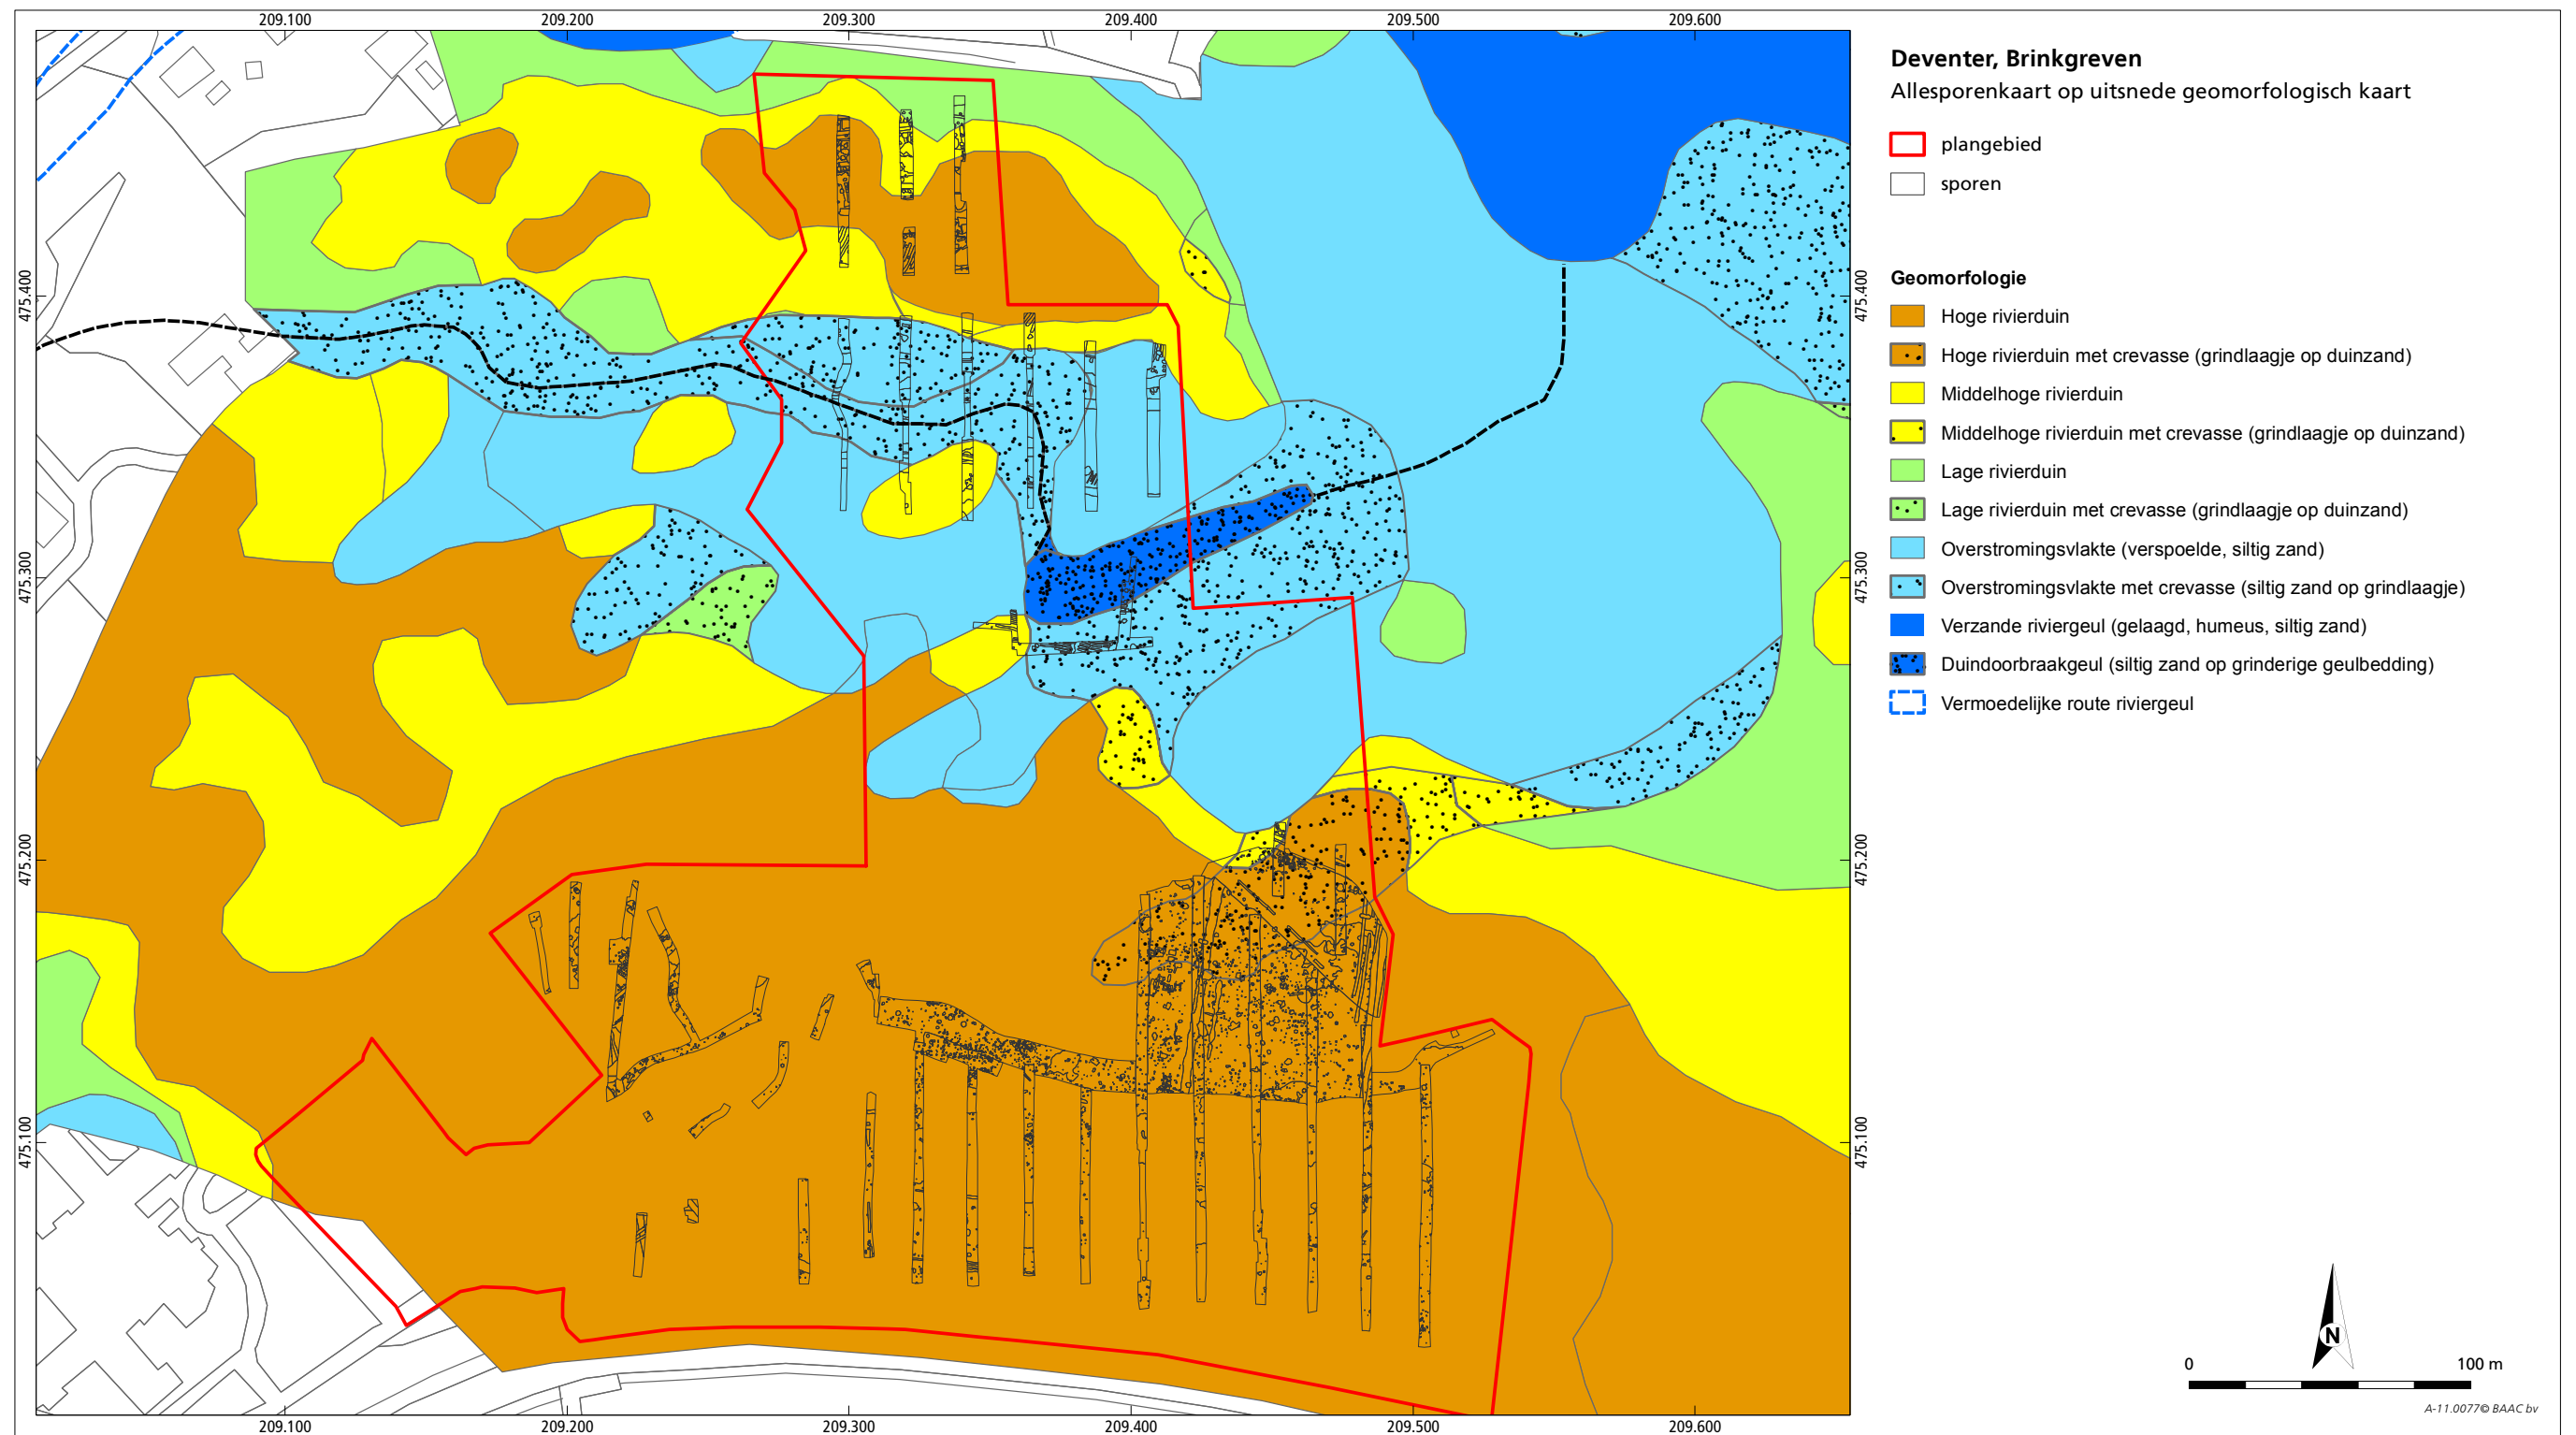 209.100 209.200 209.300 209.400 209.500 209.600
Deventer, Brinkgreven
Allesporenkaart op uitsnede geomorfologisch kaart
plangebied
sporen
Geomorfologie
Hoge rivierduin
Hoge rivierduin met crevasse (grindlaagje op duinzand)
Middelhoge rivierduin
Middelhoge rivierduin met crevasse (grindlaagje op duinzand)
Lage rivierduin
Lage rivierduin met crevasse (grindlaagje op duinzand)
Overstromingsvlakte (verspoelde, siltig zand)
Overstromingsvlakte met crevasse (siltig zand op grindlaagje)
Verzande riviergeul (gelaagd, humeus, siltig zand)
Duindoorbraakgeul (siltig zand op grinderige geulbedding)
Vermoedelijke route riviergeul
475.400 475.400
475.300 475.300
475.200 475.200
475.100 475.100
N
0 100 m
A-11.0077© BAAC bv
209.100 209.200 209.300 209.400 209.500 209.600